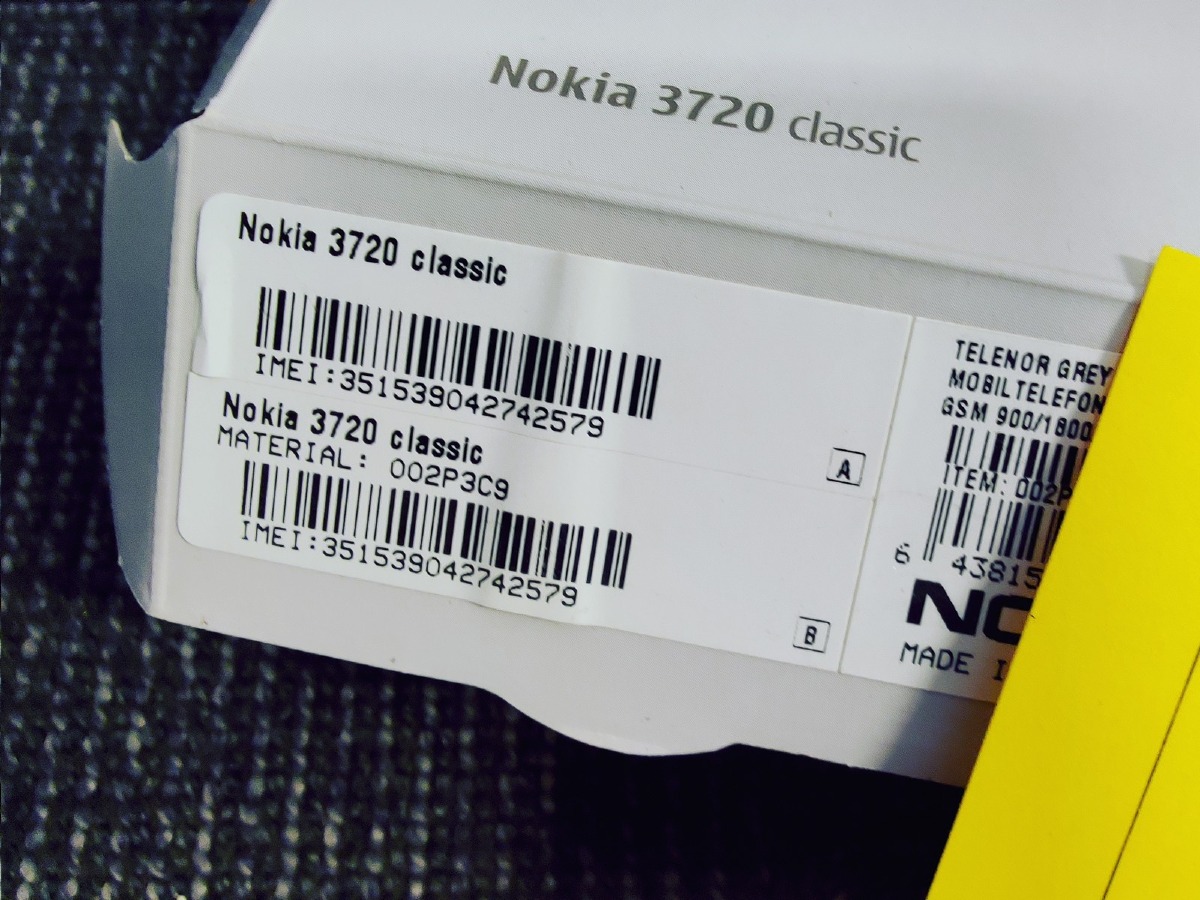 Nokia 3720 classic
Nokia 3720 classic
IMEI:351539042742579
A
Nokia 3720 classic
MATERIAL: 002P3C9
IMEI:351539042742579
B
TELENOR GREY
MOBILTELEFON
GSM 900/1800
ITEM: 002P
6 43815
NO
MADE I